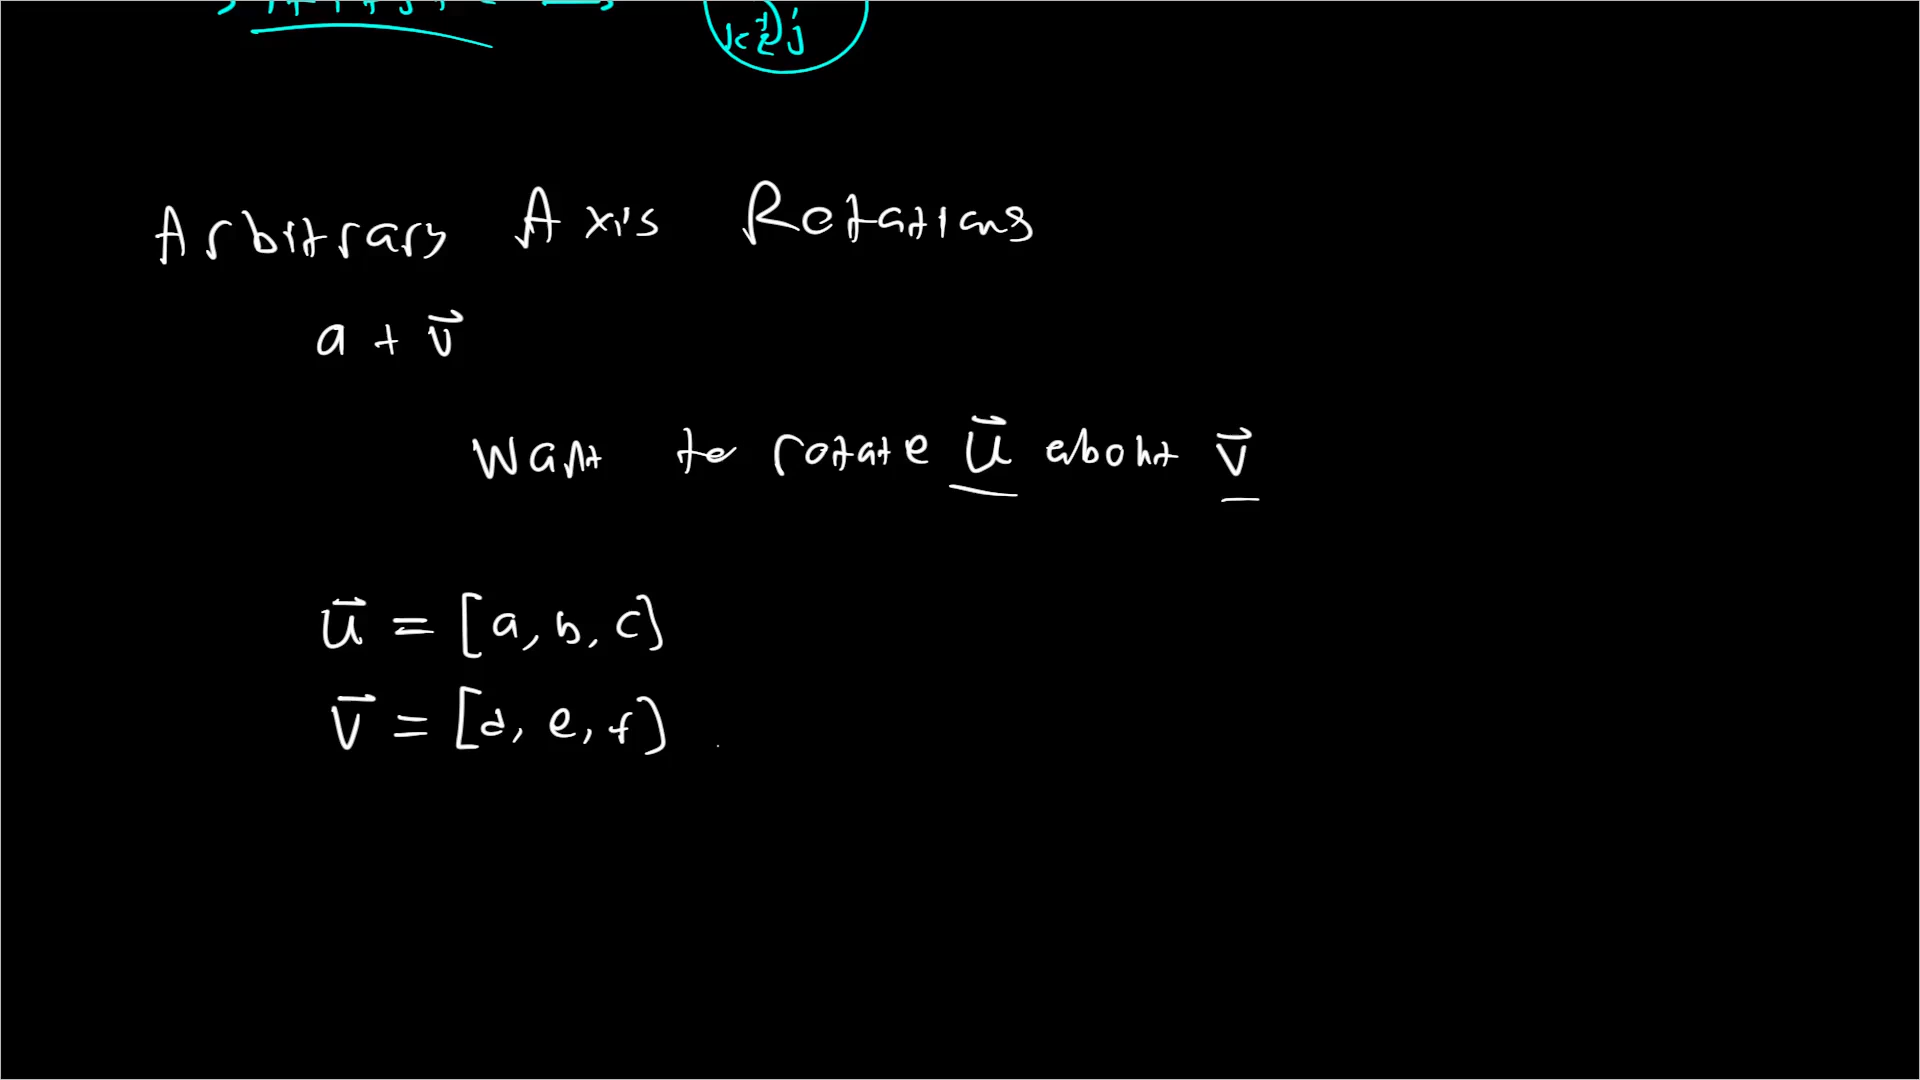 Arbitrary Axis Rotations
a + v⃗
Want to rotate u⃗ about v⃗
u⃗ = [a, b, c]
v⃗ = [d, e, f]